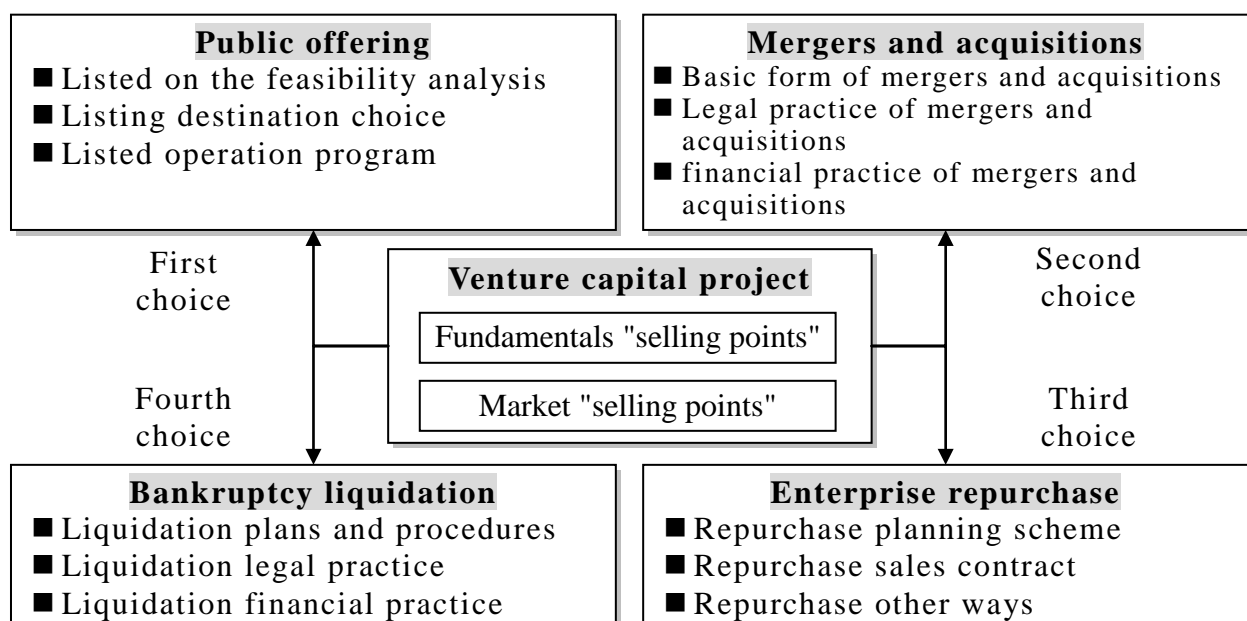 Public offering
■ Listed on the feasibility analysis
■ Listing destination choice
■ Listed operation program
Mergers and acquisitions
■ Basic form of mergers and acquisitions
■ Legal practice of mergers and
acquisitions
■ financial practice of mergers and
acquisitions
First
choice
Second
choice
Venture capital project
Fundamentals "selling points"
Market "selling points"
Fourth
choice
Third
choice
Bankruptcy liquidation
■ Liquidation plans and procedures
■ Liquidation legal practice
■ Liquidation financial practice
Enterprise repurchase
■ Repurchase planning scheme
■ Repurchase sales contract
■ Repurchase other ways